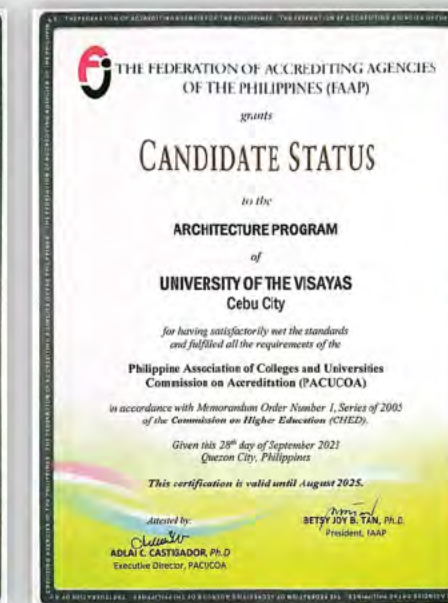 THE FEDERATION OF ACCREDITING AGENCIES
OF THE PHILIPPINES (FAAP)
grants
CANDIDATE STATUS
to the
ARCHITECTURE PROGRAM
of
UNIVERSITY OF THE VISAYAS
Cebu City
for having satisfactorily met the standards
and fulfilled all the requirements of the
Philippine Association of Colleges and Universities
Commission on Accreditation (PACUCOA)
in accordance with Memorandum Order Number 1, Series of 2005
of the Commission on Higher Education (CHED).
Given this 28th day of September 2021
Quezon City, Philippines
This certification is valid until August 2025.
Attested by:
ADLAI C. CASTIGADOR, Ph.D
Executive Director, PACUCOA
BETSY JOY B. TAN, Ph.D.
President, FAAP